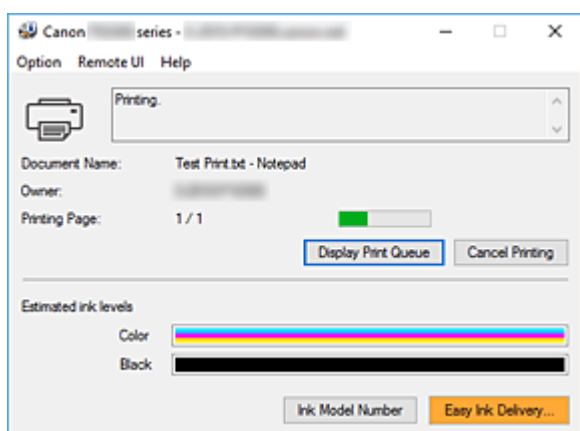 Canon series -
Option Remote UI Help
Printing.
Document Name: Test Print.txt - Notepad
Owner:
Printing Page: 1 / 1
Display Print Queue Cancel Printing
Estimated ink levels
Color
Black
Ink Model Number Easy Ink Delivery...